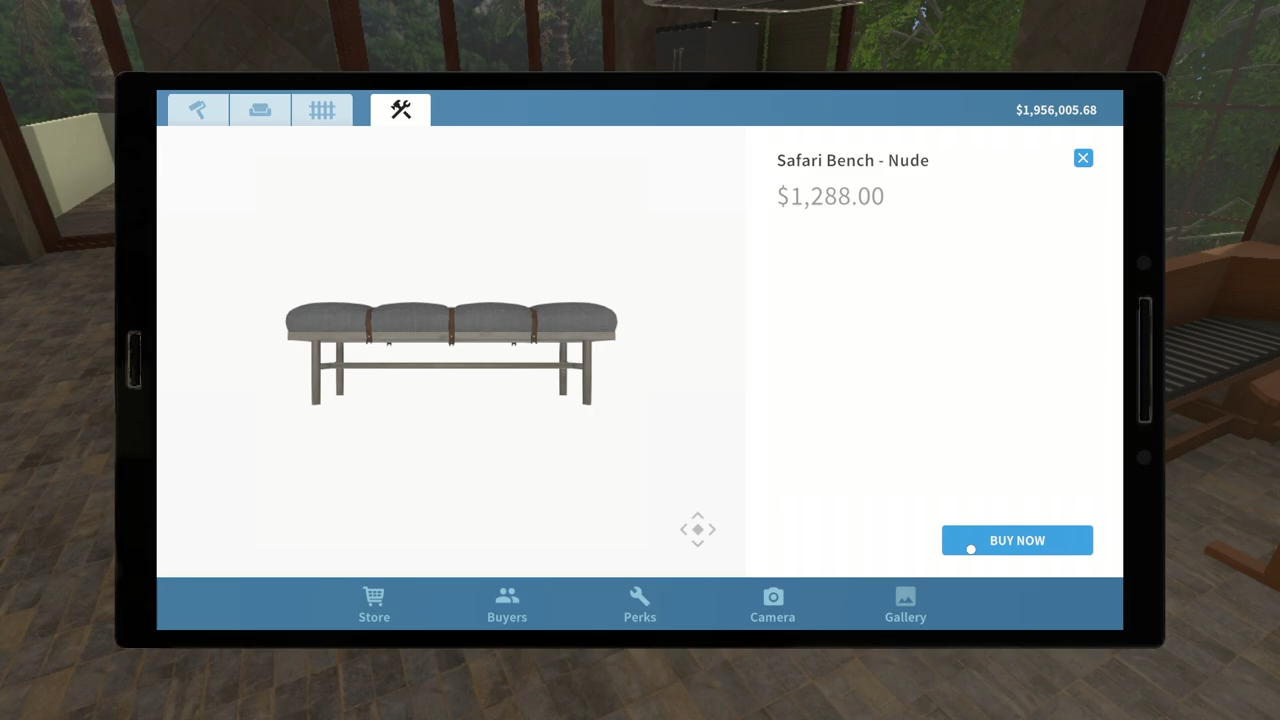 $1,956,005.68
Safari Bench - Nude
$1,288.00
BUY NOW
Store
Buyers
Perks
Camera
Gallery